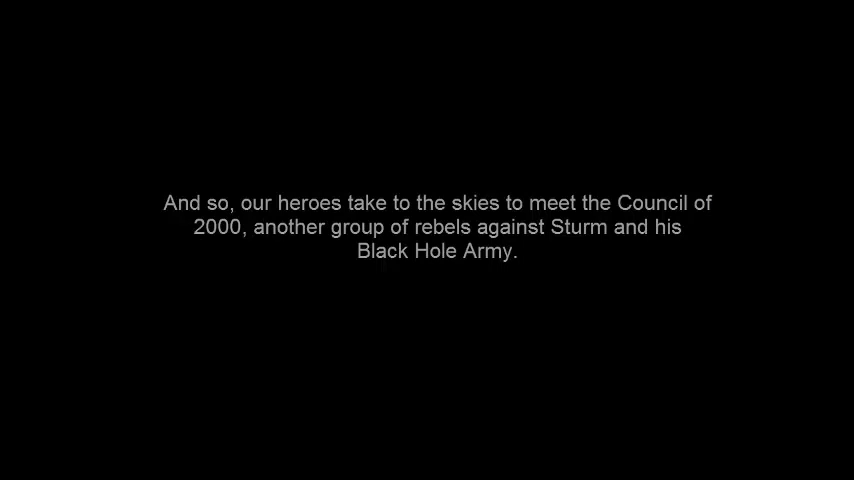 And so, our heroes take to the skies to meet the Council of
2000, another group of rebels against Sturm and his
Black Hole Army.